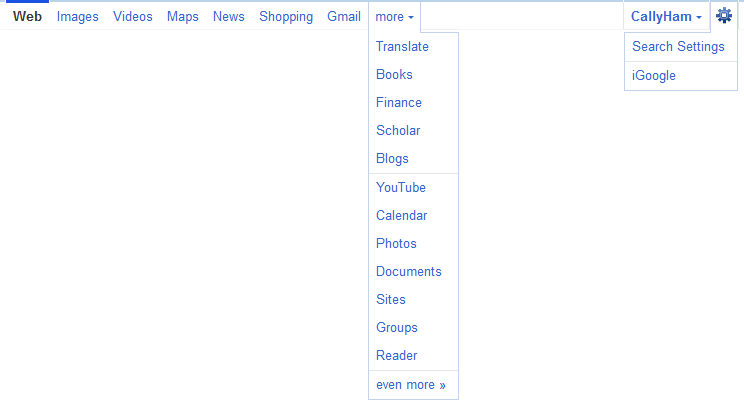 Web Images Videos Maps News Shopping Gmail more CallyHam
Translate Search Settings
Books iGoogle
Finance
Scholar
Blogs
YouTube
Calendar
Photos
Documents
Sites
Groups
Reader
even more »